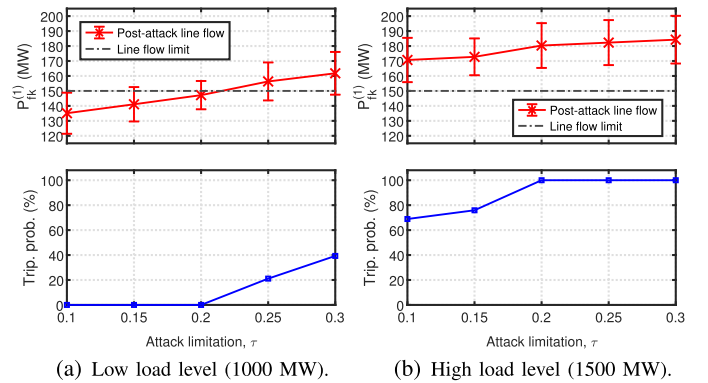 P_fk^(1) (MW)
200
190
180
170
160
150
140
130
120
Post-attack line flow
Line flow limit
P_fk^(1) (MW)
200
190
180
170
160
150
140
130
120
Post-attack line flow
Line flow limit
Trip. prob. (%)
100
80
60
40
20
0
0.1 0.15 0.2 0.25 0.3
Attack limitation, τ
Trip. prob. (%)
100
80
60
40
20
0
0.1 0.15 0.2 0.25 0.3
Attack limitation, τ
(a) Low load level (1000 MW).
(b) High load level (1500 MW).